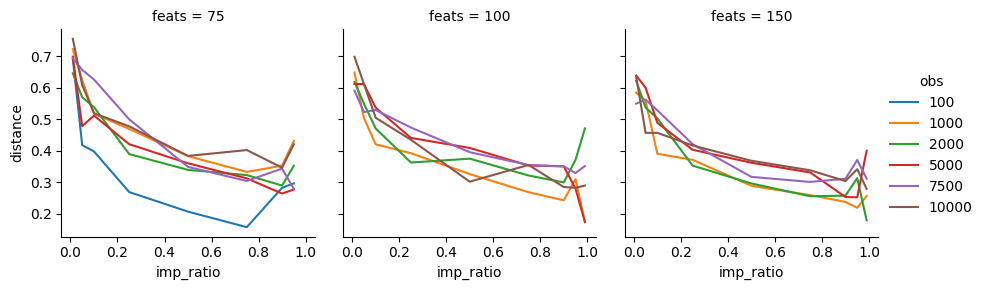 feats = 75
feats = 100
feats = 150
distance
0.7
0.6
0.5
0.4
0.3
0.2
0.0 0.2 0.4 0.6 0.8 1.0
0.0 0.2 0.4 0.6 0.8 1.0
0.0 0.2 0.4 0.6 0.8 1.0
imp_ratio
imp_ratio
imp_ratio
obs
100
1000
2000
5000
7500
10000